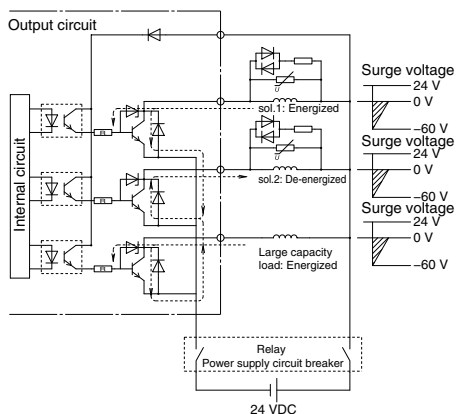 Output circuit
Internal circuit
sol.1: Energized
sol.2: De-energized
Large capacity
load: Energized
Surge voltage
24 V
0 V
−60 V
Surge voltage
24 V
0 V
−60 V
Surge voltage
24 V
0 V
−60 V
Relay
Power supply circuit breaker
24 VDC